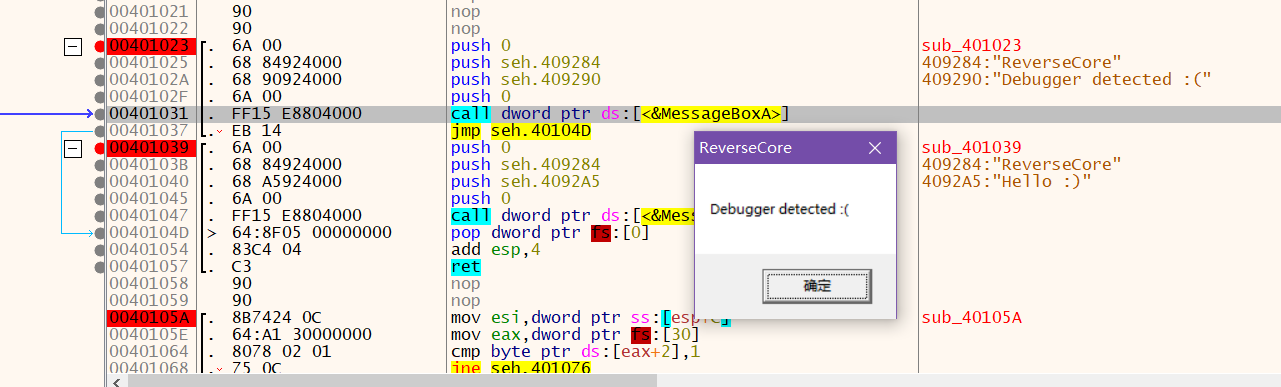 00401021 90 nop
00401022 90 nop
00401023 . 6A 00 push 0 sub_401023
00401025 . 68 84924000 push seh.409284 409284:"ReverseCore"
0040102A . 68 90924000 push seh.409290 409290:"Debugger detected :("
0040102F . 6A 00 push 0
00401031 . FF15 E8804000 call dword ptr ds:[<&MessageBoxA>]
00401037 . EB 14 jmp seh.40104D
00401039 . 6A 00 push 0 sub_401039
0040103B . 68 84924000 push seh.409284 409284:"ReverseCore"
00401040 . 68 A5924000 push seh.4092A5 4092A5:"Hello :)"
00401045 . 6A 00 push 0
00401047 . FF15 E8804000 call dword ptr ds:[<&Mes
0040104D > 64:8F05 00000000 pop dword ptr fs:[0]
00401054 . 83C4 04 add esp,4
00401057 . C3 ret
00401058 90 nop
00401059 90 nop
0040105A . 8B7424 0C mov esi,dword ptr ss:[esp+C] sub_40105A
0040105E . 64:A1 30000000 mov eax,dword ptr fs:[30]
00401064 . 8078 02 01 cmp byte ptr ds:[eax+2],1
00401068 . 75 0C jne seh.401076
ReverseCore
Debugger detected :(
确定